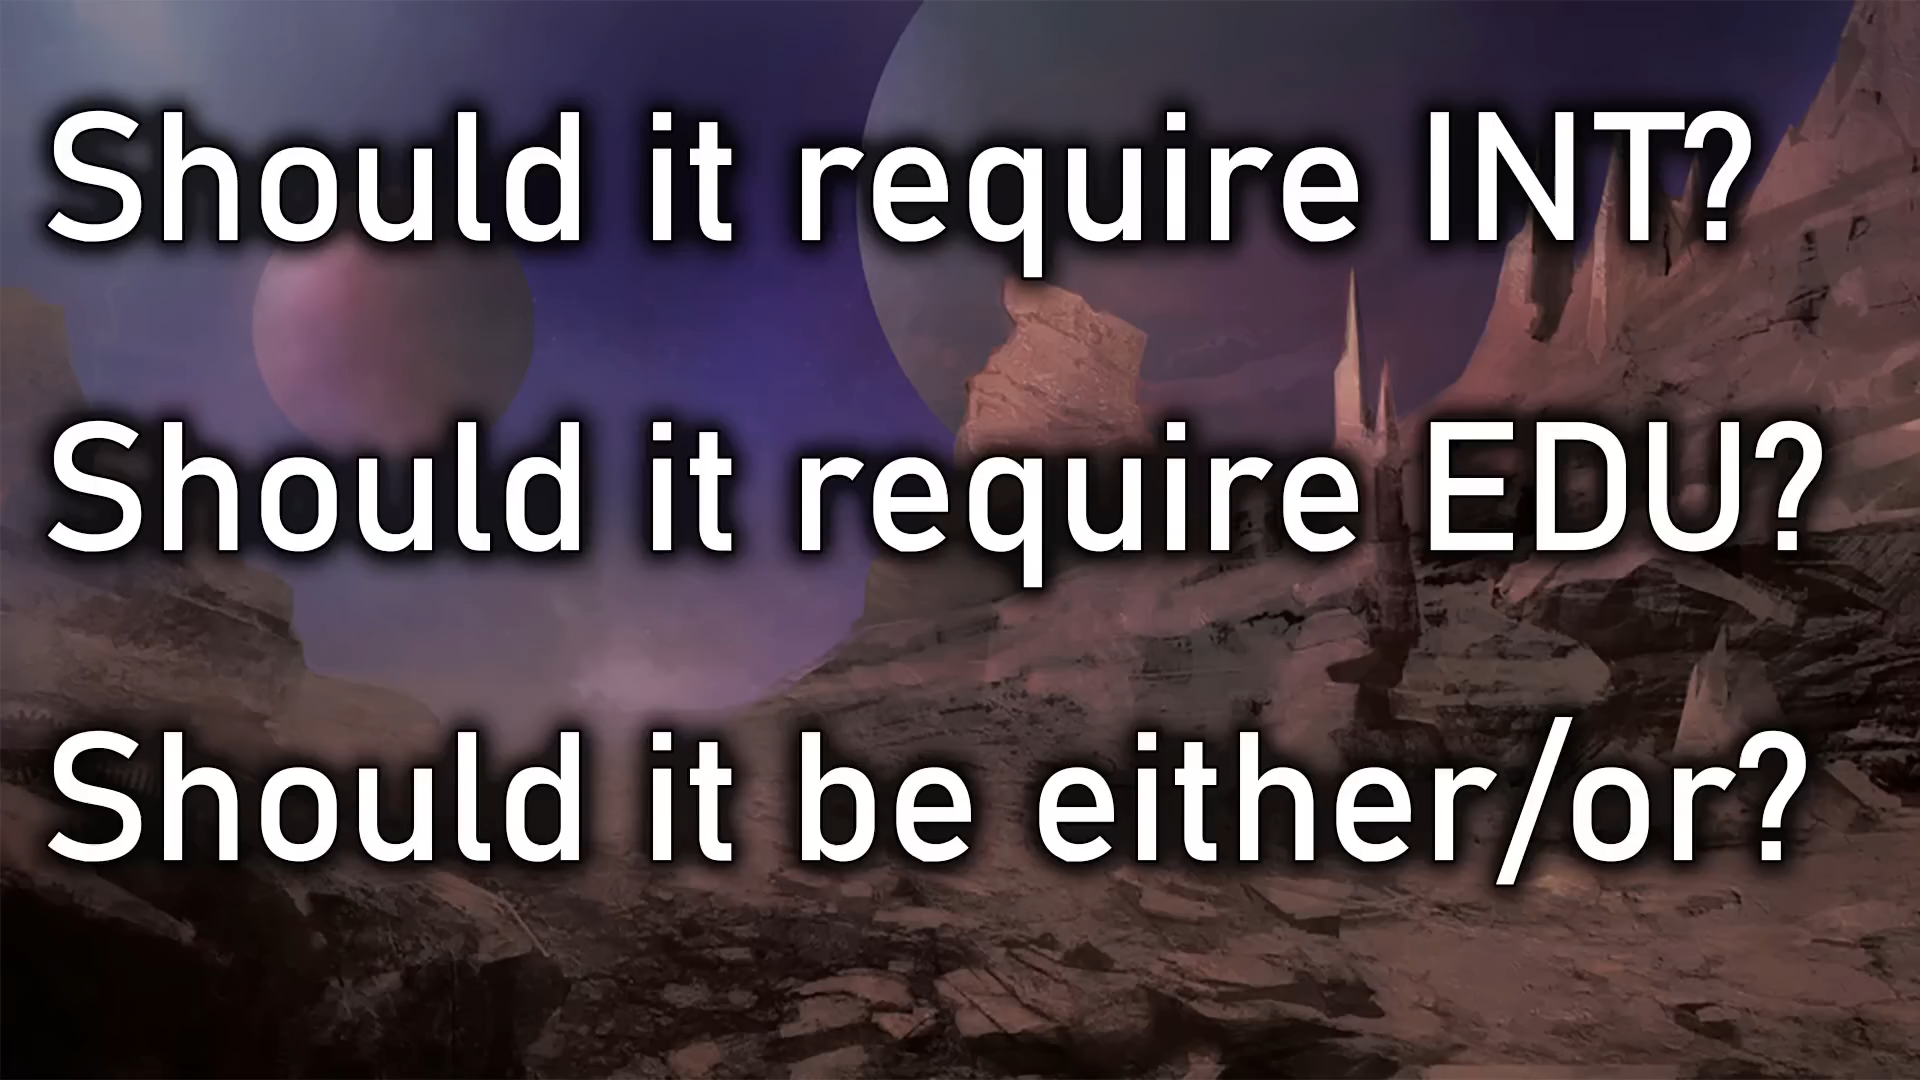 Should it require INT?
Should it require EDU?
Should it be either/or?